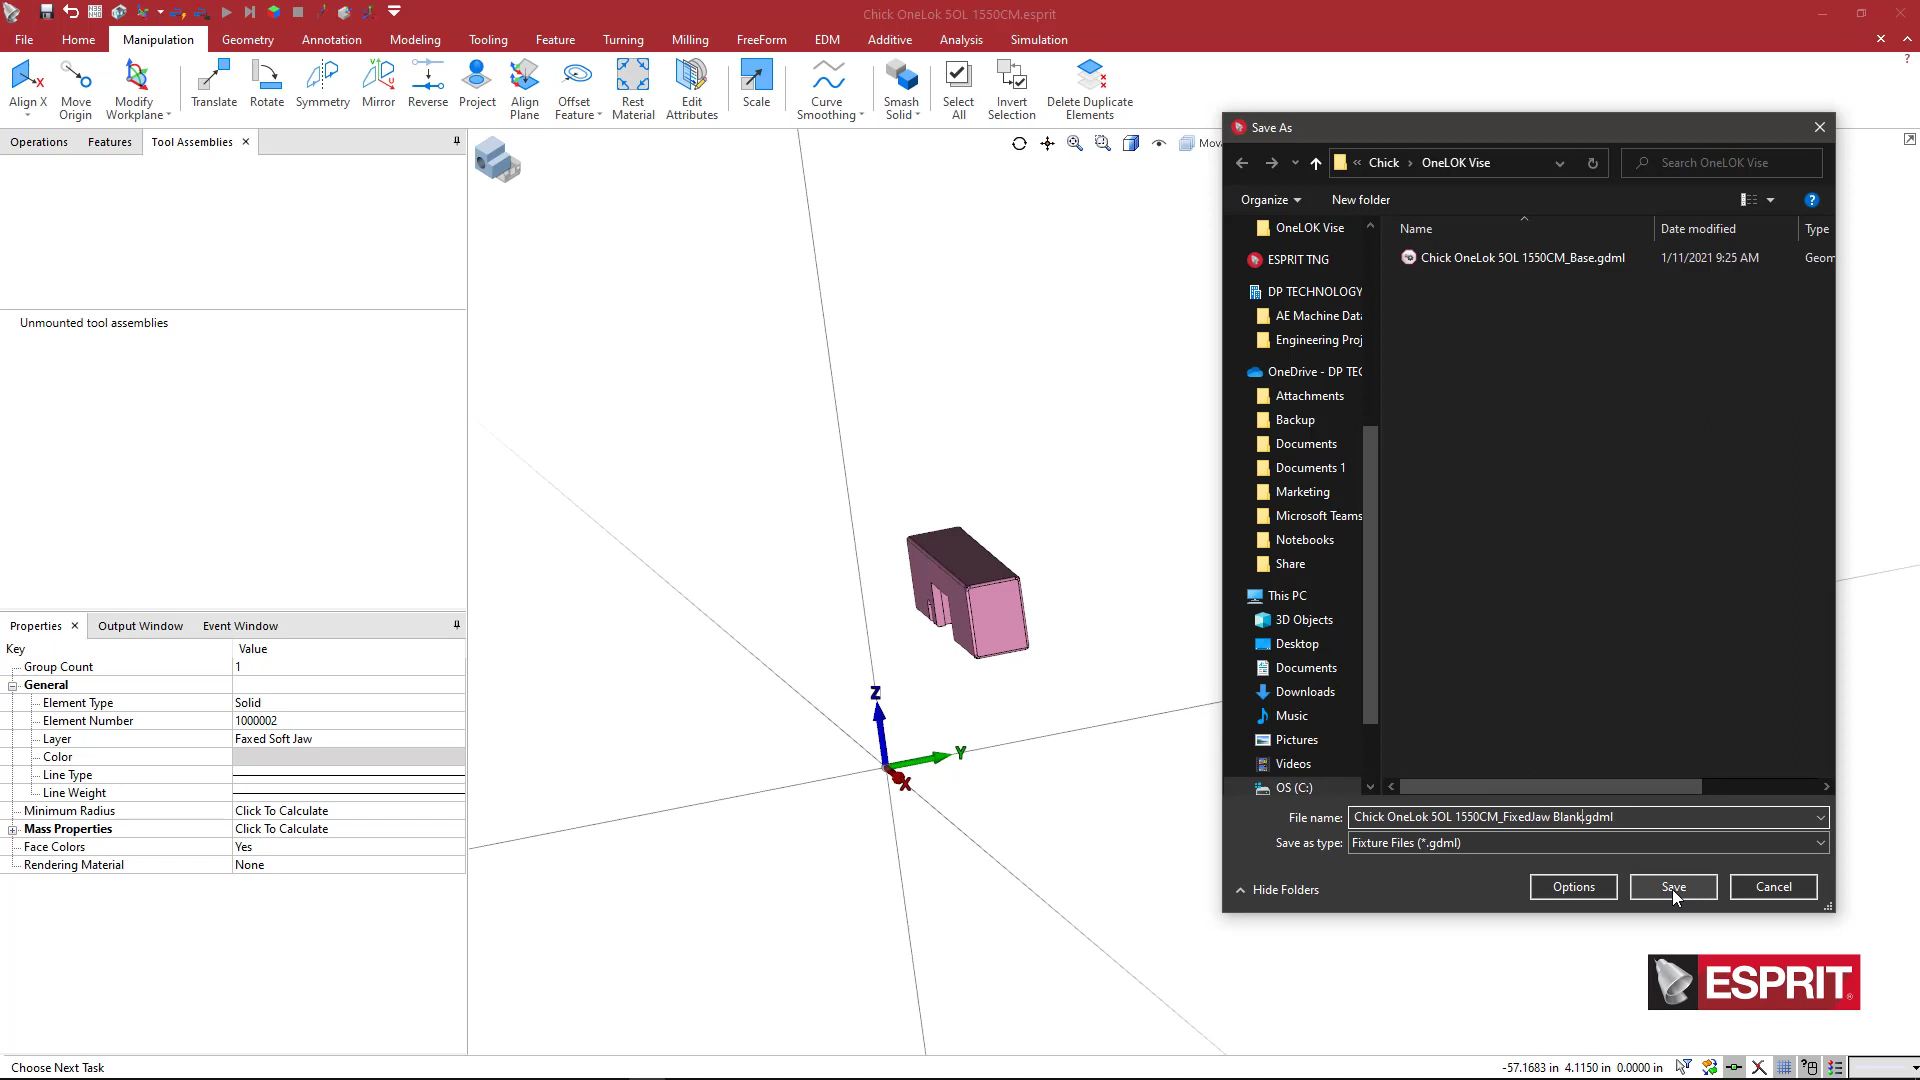 Chick OneLok 5OL 1550CM.esprit
File Home Manipulation Geometry Annotation Modeling Tooling Feature Turning Milling FreeForm EDM Additive Analysis Simulation
Align X
Move Origin
Modify Workplane
Translate
Rotate
Symmetry
Mirror
Reverse
Project
Align Plane
Offset Feature
Rest Material
Edit Attributes
Scale
Curve Smoothing
Smash Solid
Select All
Invert Selection
Delete Duplicate Elements
Operations Features Tool Assemblies
Unmounted tool assemblies
Properties Output Window Event Window
Key Value
Group Count 1
General
Element Type Solid
Element Number 1000002
Layer Faxed Soft Jaw
Color
Line Type
Line Weight
Minimum Radius Click To Calculate
Mass Properties Click To Calculate
Face Colors Yes
Rendering Material None
Z
Y
X
Mov
Save As
« Chick › OneLOK Vise
Search OneLOK Vise
Organize New folder
Name Date modified Type
Chick OneLok 5OL 1550CM_Base.gdml 1/11/2021 9:25 AM Geom
OneLOK Vise
ESPRIT TNG
DP TECHNOLOGY
AE Machine Data
Engineering Proj
OneDrive - DP TEC
Attachments
Backup
Documents
Documents 1
Marketing
Microsoft Teams
Notebooks
Share
This PC
3D Objects
Desktop
Documents
Downloads
Music
Pictures
Videos
OS (C:)
File name: Chick OneLok 5OL 1550CM_FixedJaw Blank.gdml
Save as type: Fixture Files (*.gdml)
Hide Folders
Options Save Cancel
ESPRIT
Choose Next Task
-57.1683 in 4.1150 in 0.0000 in